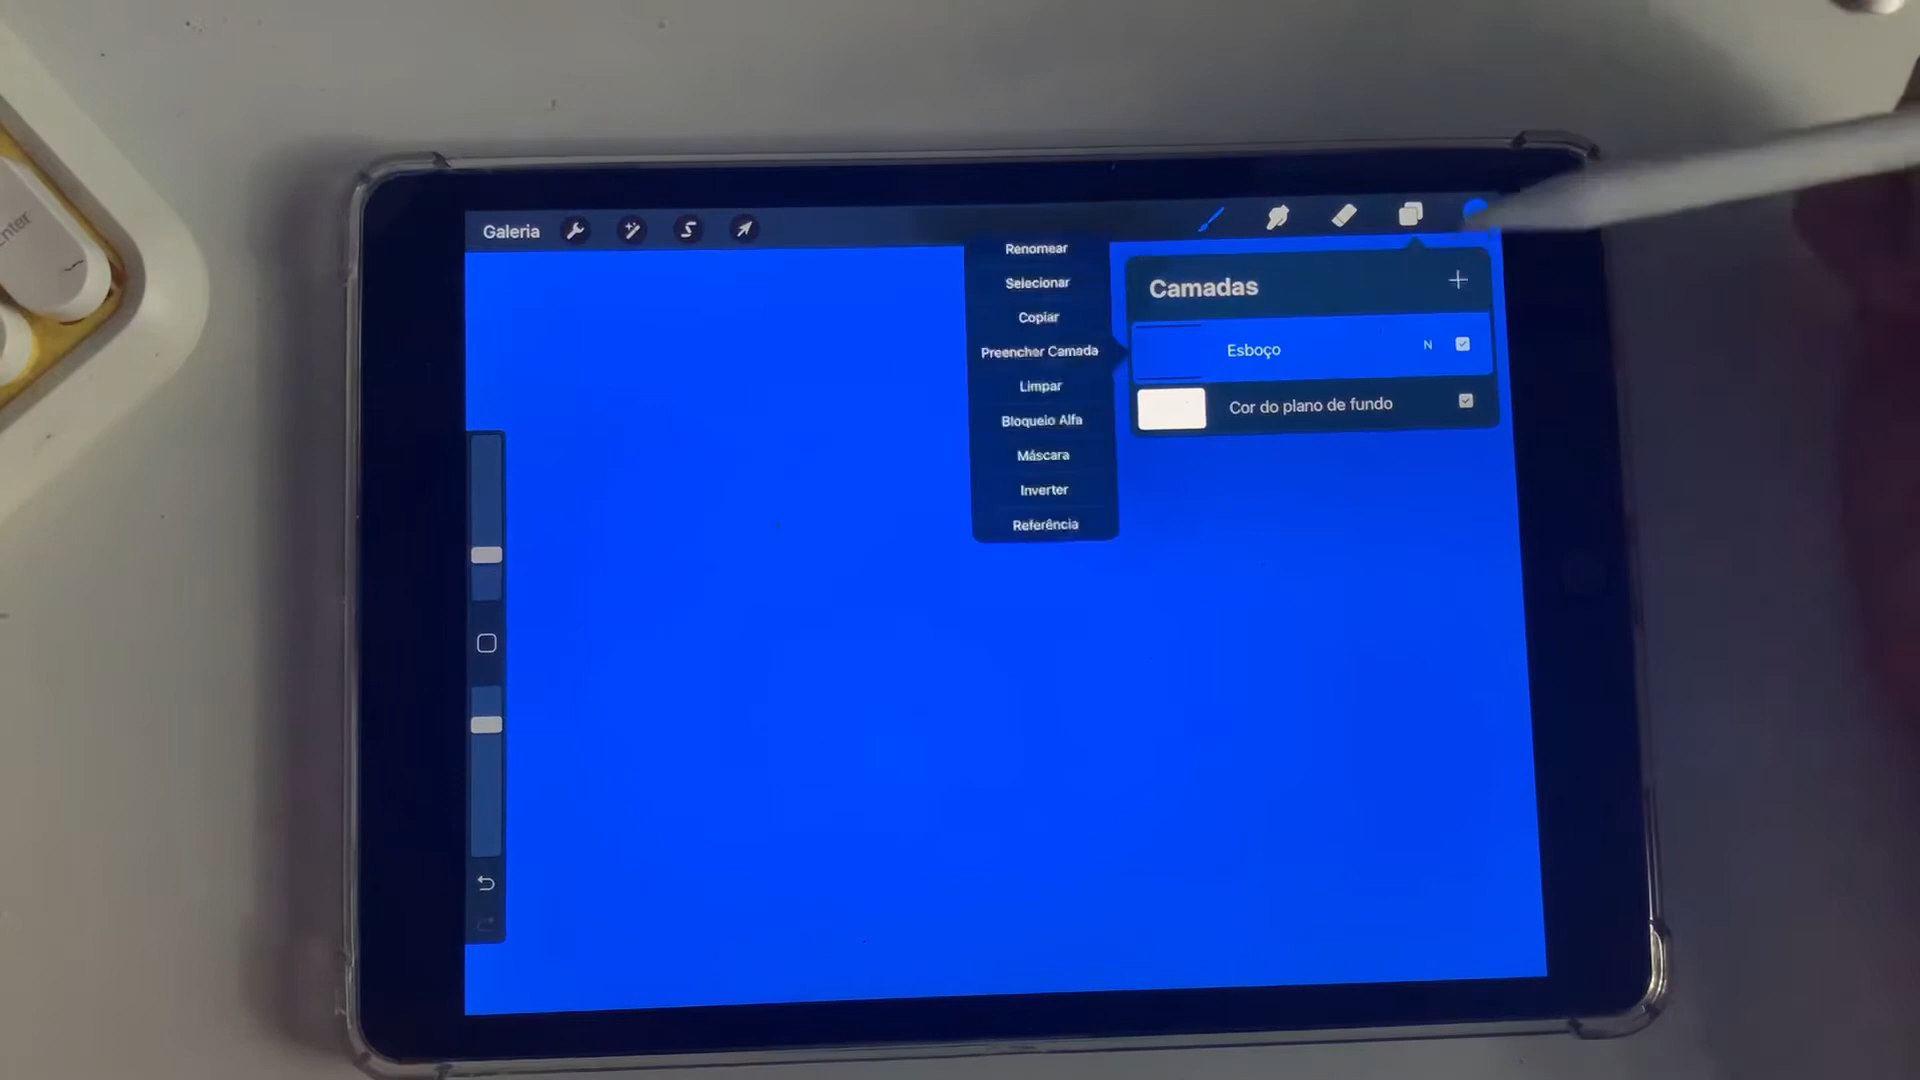 Enter
Galeria
Renomear
Selecionar
Copiar
Preencher Camada
Limpar
Bloqueio Alfa
Máscara
Inverter
Referência
Camadas
Esboço
N
Cor do plano de fundo